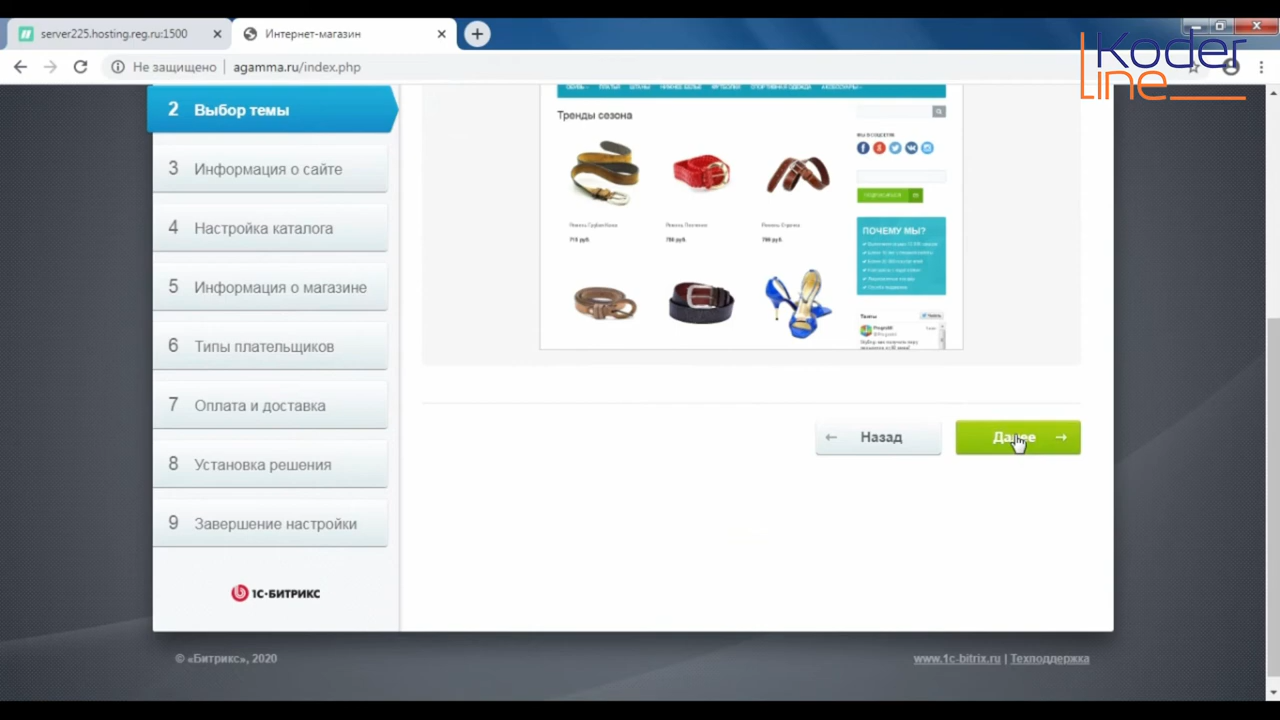 server225.hosting.reg.ru:1500
Интернет-магазин
Не защищено
agamma.ru/index.php
Koder
Line
2 Выбор темы
3 Информация о сайте
4 Настройка каталога
5 Информация о магазине
6 Типы плательщиков
7 Оплата и доставка
8 Установка решения
9 Завершение настройки
1С-БИТРИКС
Тренды сезона
ПОЧЕМУ МЫ?
Назад
Далее
© «Битрикс», 2020
www.1c-bitrix.ru | Техподдержка